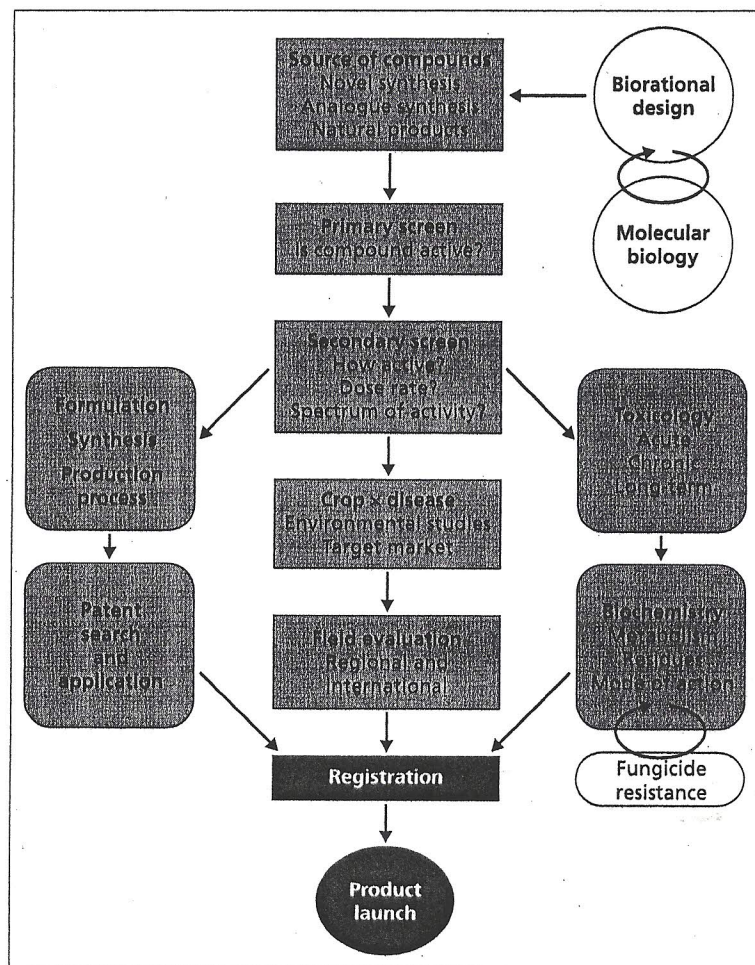 Source of compounds
Novel synthesis
Analogue synthesis
Natural products
Biorational
design
Molecular
biology
Primary screen
Is compound active?
Secondary screen
How active?
Dose rate?
Spectrum of activity?
Formulation
Synthesis
Production
process
Toxicology
Acute
Chronic
Long-term
Crop × disease
Environmental studies
Target market
Patent
search
and
application
Field evaluation
Regional and
international
Biochemistry
Metabolism
Residues
Mode of action
Fungicide
resistance
Registration
Product
launch